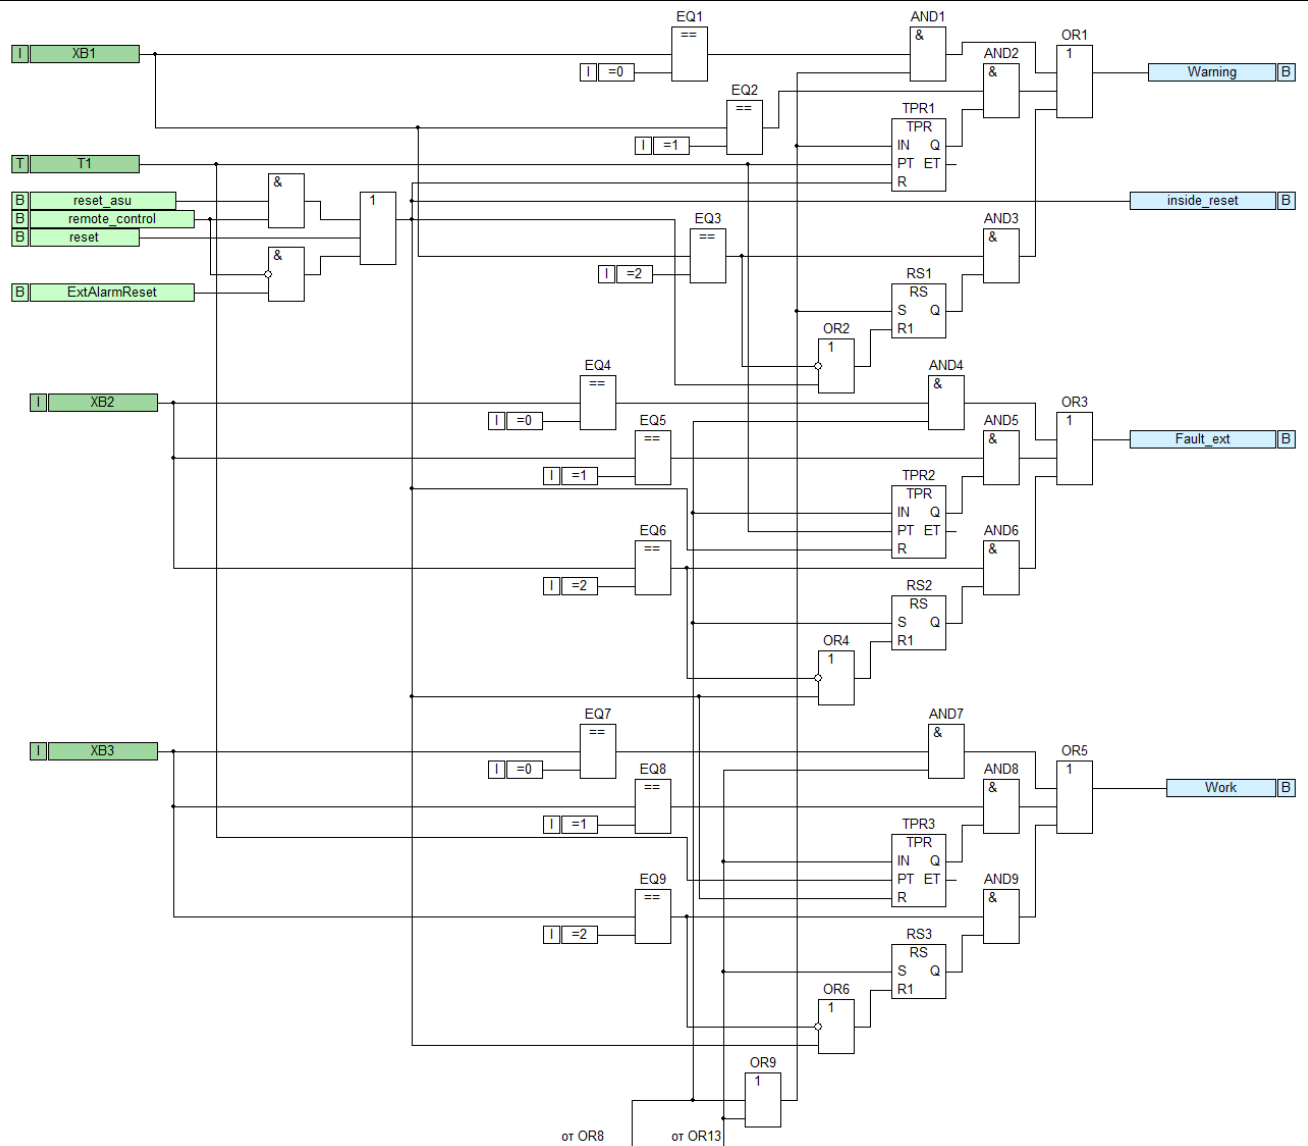 EQ1
AND1
I XB1
==
&
OR1
AND2
1
I =0
&
Warning B
EQ2
==
TPR1
TPR
I =1
IN Q
T T1
PT ET
R
&
B reset_asu
1
inside_reset B
B remote_control
EQ3
AND3
B reset
==
&
&
I =2
RS1
B ExtAlarmReset
RS
S Q
OR2
R1
1
EQ4
AND4
==
&
I XB2
OR3
I =0
EQ5
AND5
1
==
&
Fault_ext B
I =1
TPR2
TPR
IN Q
EQ6
PT ET
AND6
==
R
&
I =2
RS2
RS
S Q
OR4
R1
1
EQ7
AND7
==
&
I XB3
OR5
I =0
EQ8
AND8
1
==
&
Work B
I =1
TPR3
TPR
IN Q
EQ9
PT ET
AND9
==
R
&
I =2
RS3
RS
S Q
OR6
R1
1
OR9
1
от OR8
от OR13